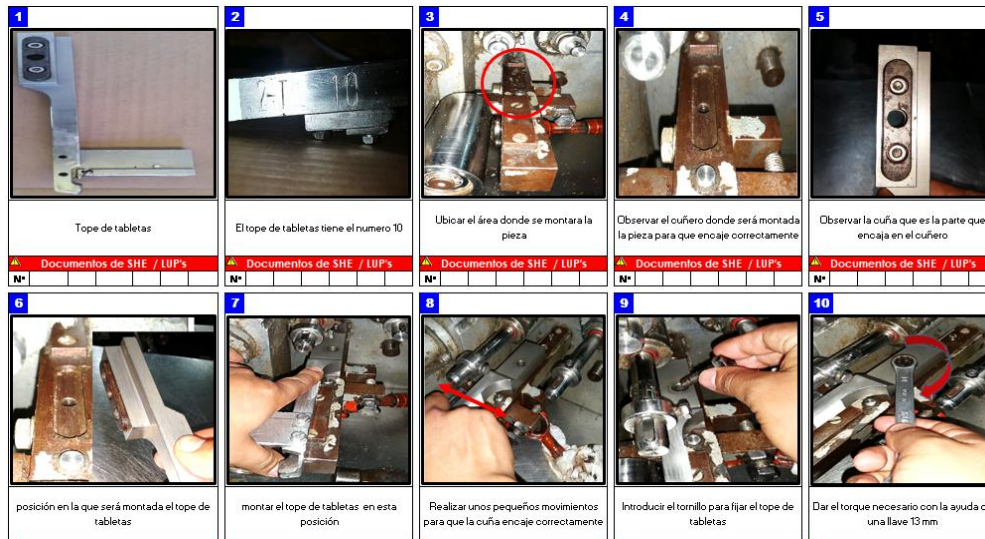 1
2
3
4
5
2-T 10
Tope de tabletas
El tope de tabletas tiene el numero 10
Ubicar el área donde se montara la
pieza
Observar el cuñero donde será montada
la pieza para que encaje correctamente
Observar la cuña que es la parte que
encaja en el cuñero
Documentos de SHE / LUP's
Documentos de SHE / LUP's
Documentos de SHE / LUP's
Documentos de SHE / LUP's
Documentos de SHE / LUP's
N°
N°
N°
N°
N°
6
7
8
9
10
posición en la que será montada el tope de
tabletas
montar el tope de tabletas en esta
posición
Realizar unos pequeños movimientos
para que la cuña encaje correctamente
Introducir el tornillo para fijar el tope de
tabletas
Dar el torque necesario con la ayuda
una llave 13 mm